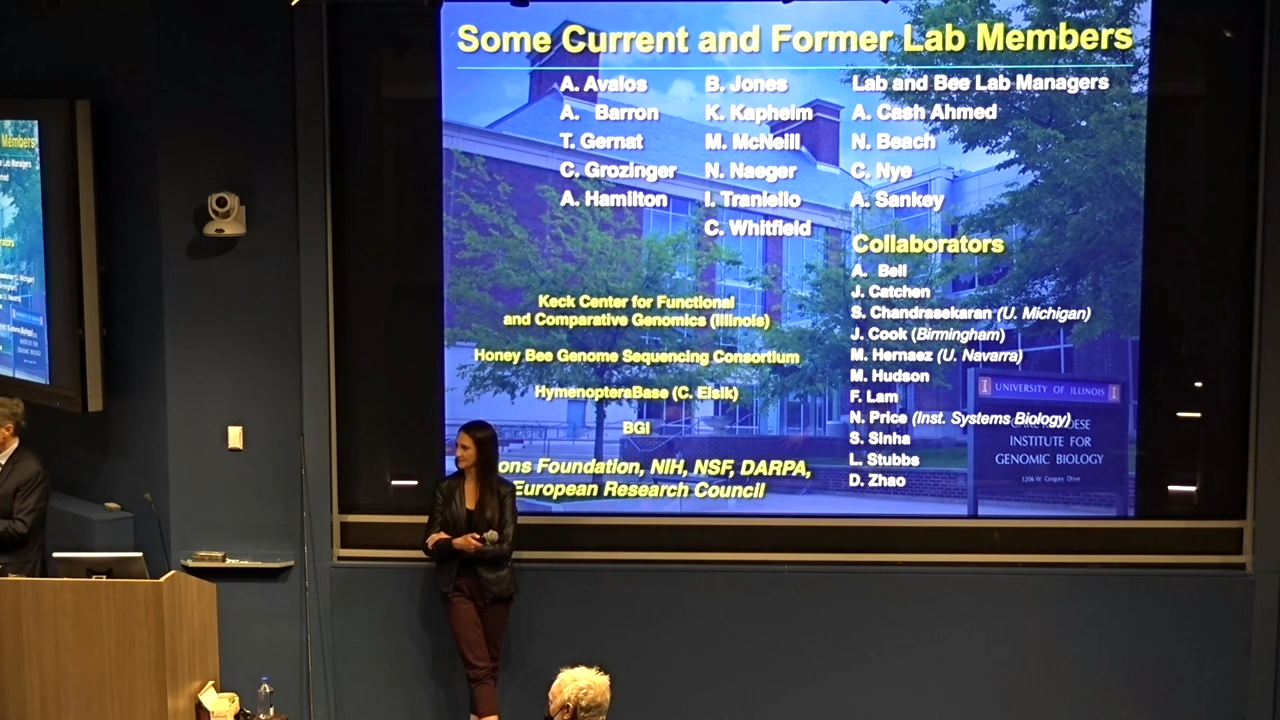 Some Current and Former Lab Members
A. Avalos
A. Barron
T. Gernat
C. Grozinger
A. Hamilton
B. Jones
K. Kapheim
M. McNeill
N. Naeger
I. Traniello
C. Whitfield
Lab and Bee Lab Managers
A. Cash Ahmed
N. Beach
C. Nye
A. Sankey
Collaborators
A. Bell
J. Catchen
S. Chandrasekaran (U. Michigan)
J. Cook (Birmingham)
M. Hernaez (U. Navarra)
M. Hudson
F. Lam
N. Price (Inst. Systems Biology)
S. Sinha
L. Stubbs
D. Zhao
Keck Center for Functional
and Comparative Genomics (Illinois)
Honey Bee Genome Sequencing Consortium
HymenopteraBase (C. Elsik)
BGI
ons Foundation, NIH, NSF, DARPA,
European Research Council
UNIVERSITY OF ILLINOIS
INSTITUTE FOR
GENOMIC BIOLOGY
1206 W. Gregory Drive
Members